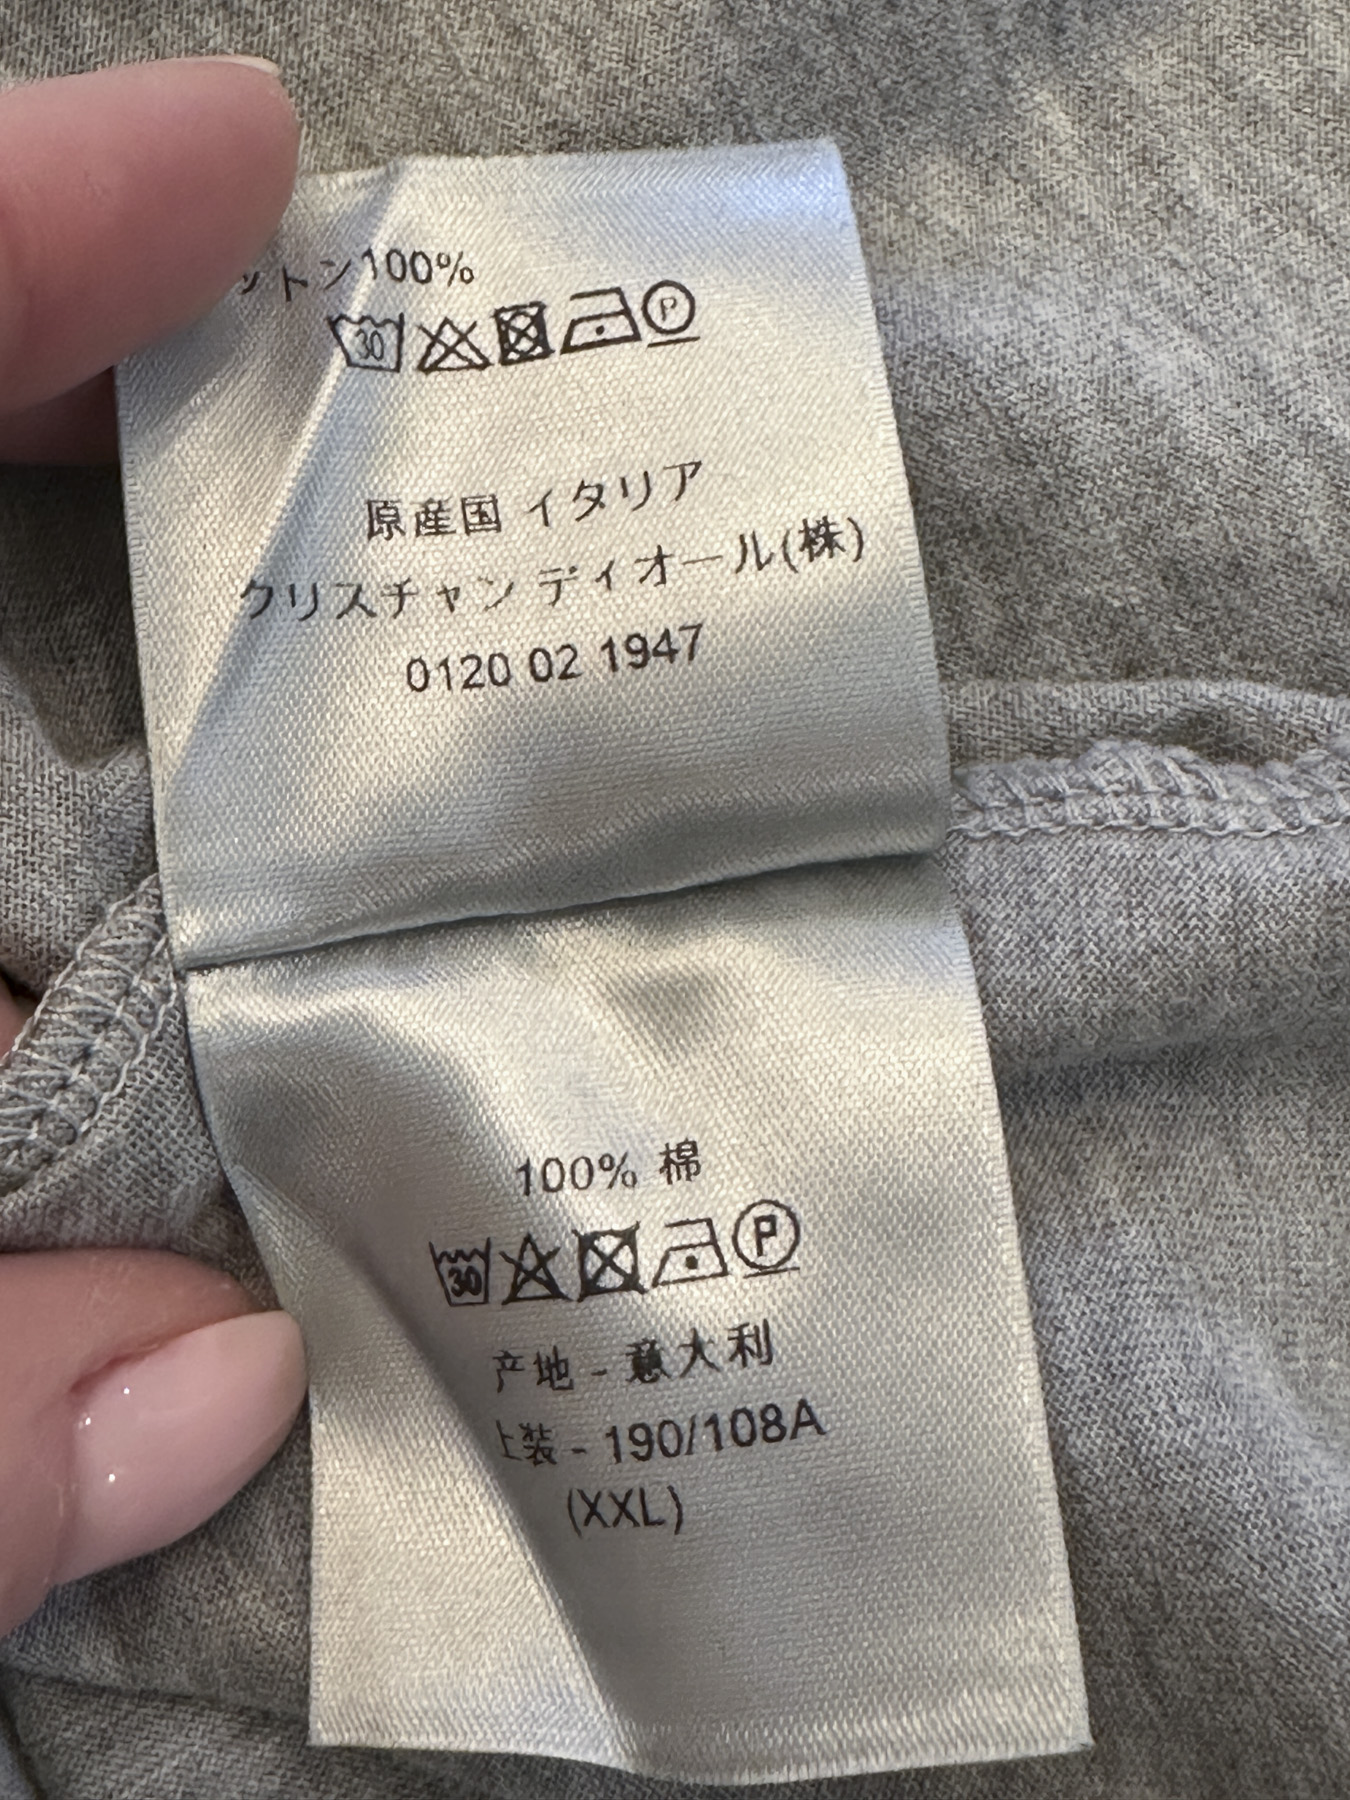 ットン100%
30 P
原産国 イタリア
クリスチャン ディオール(株)
0120 02 1947
100% 棉
30 P
产地 - 意大利
上装 - 190/108A
(XXL)